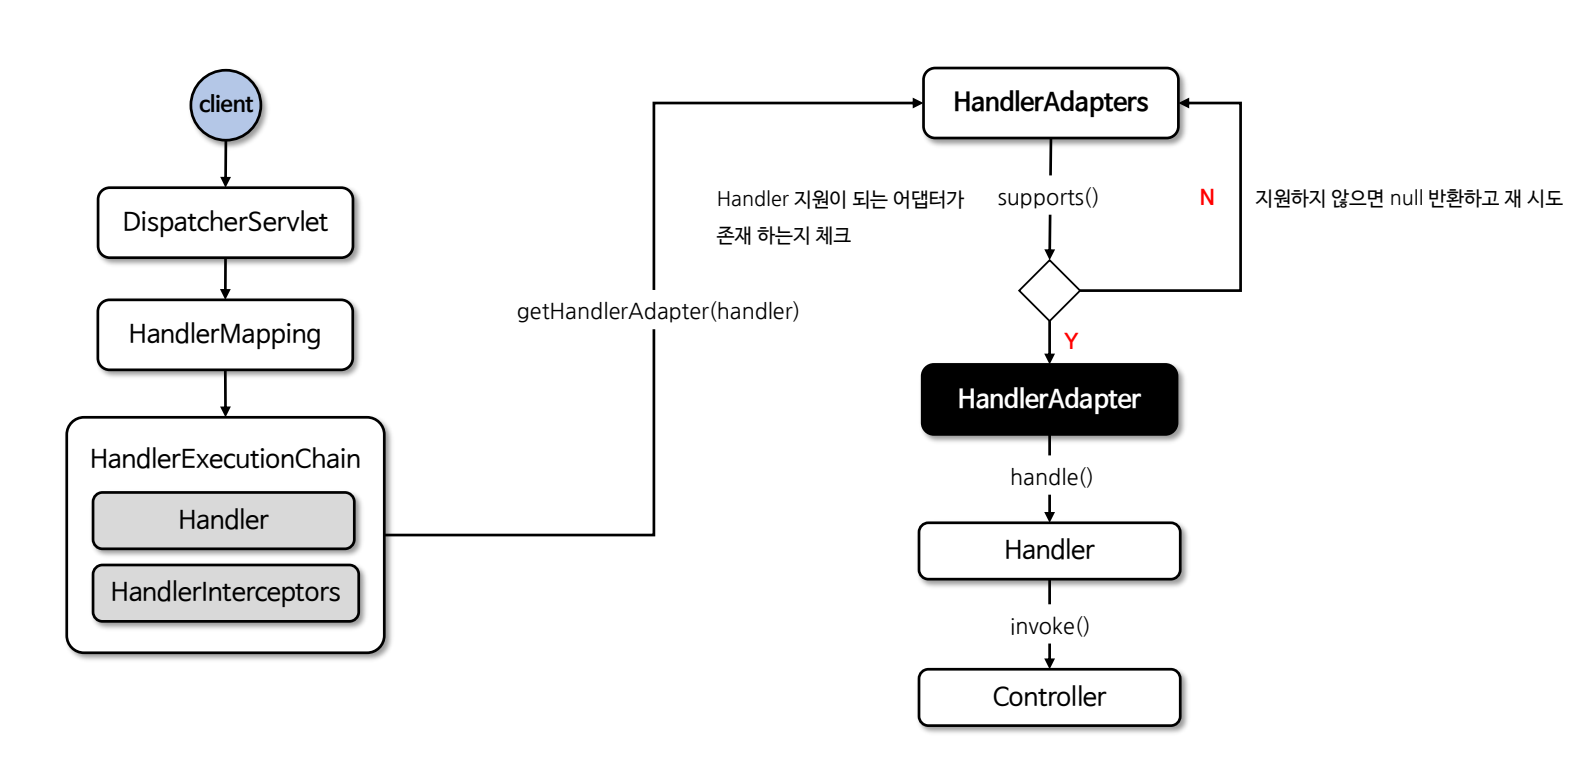 client
DispatcherServlet
HandlerMapping
HandlerExecutionChain
Handler
HandlerInterceptors
getHandlerAdapter(handler)
HandlerAdapters
Handler 지원이 되는 어댑터가
존재 하는지 체크
supports()
N
지원하지 않으면 null 반환하고 재 시도
Y
HandlerAdapter
handle()
Handler
invoke()
Controller